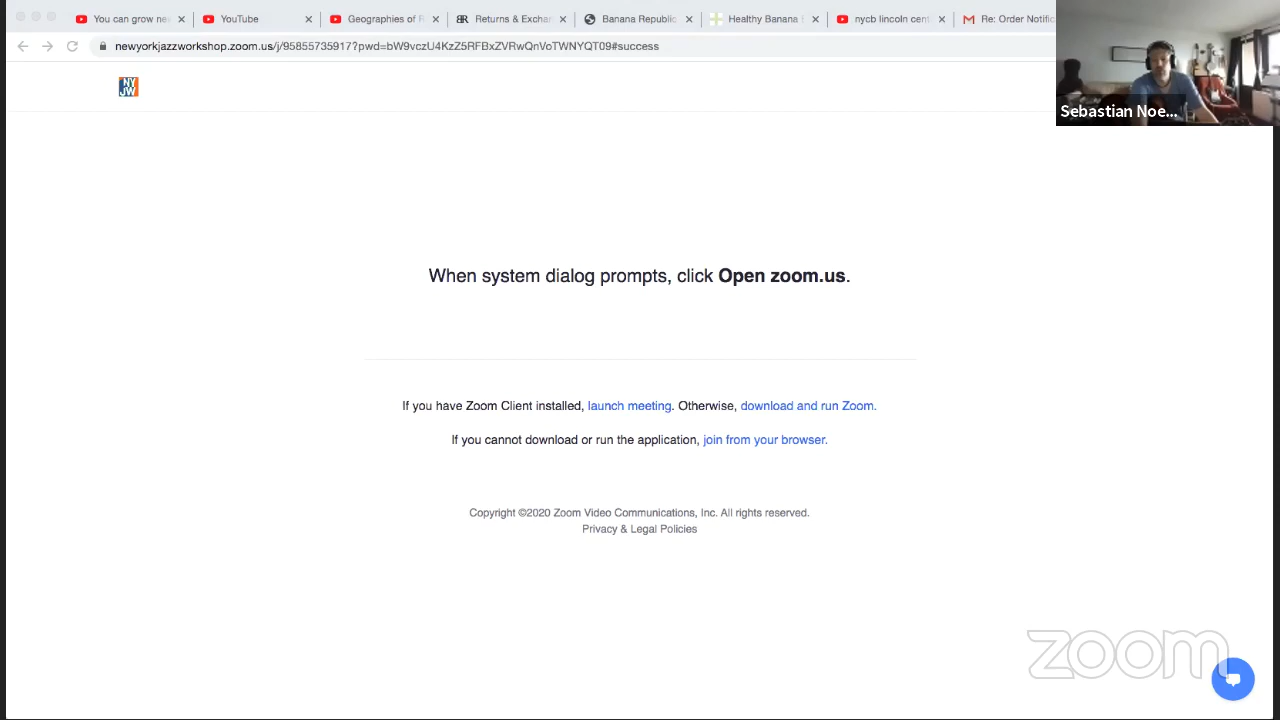 You can grow ne
YouTube
Geographies of
Returns & Exchan
Banana Republic
Healthy Banana
nycb lincoln cent
Re: Order Notific
newyorkjazzworkshop.zoom.us/j/95855735917?pwd=bW9vczU4KzZ5RFBxZVRwQnVoTWNYQT09#success
NY
JW
Sebastian Noe...
When system dialog prompts, click Open zoom.us.
If you have Zoom Client installed, launch meeting. Otherwise, download and run Zoom.
If you cannot download or run the application, join from your browser.
Copyright ©2020 Zoom Video Communications, Inc. All rights reserved.
Privacy & Legal Policies
zoom